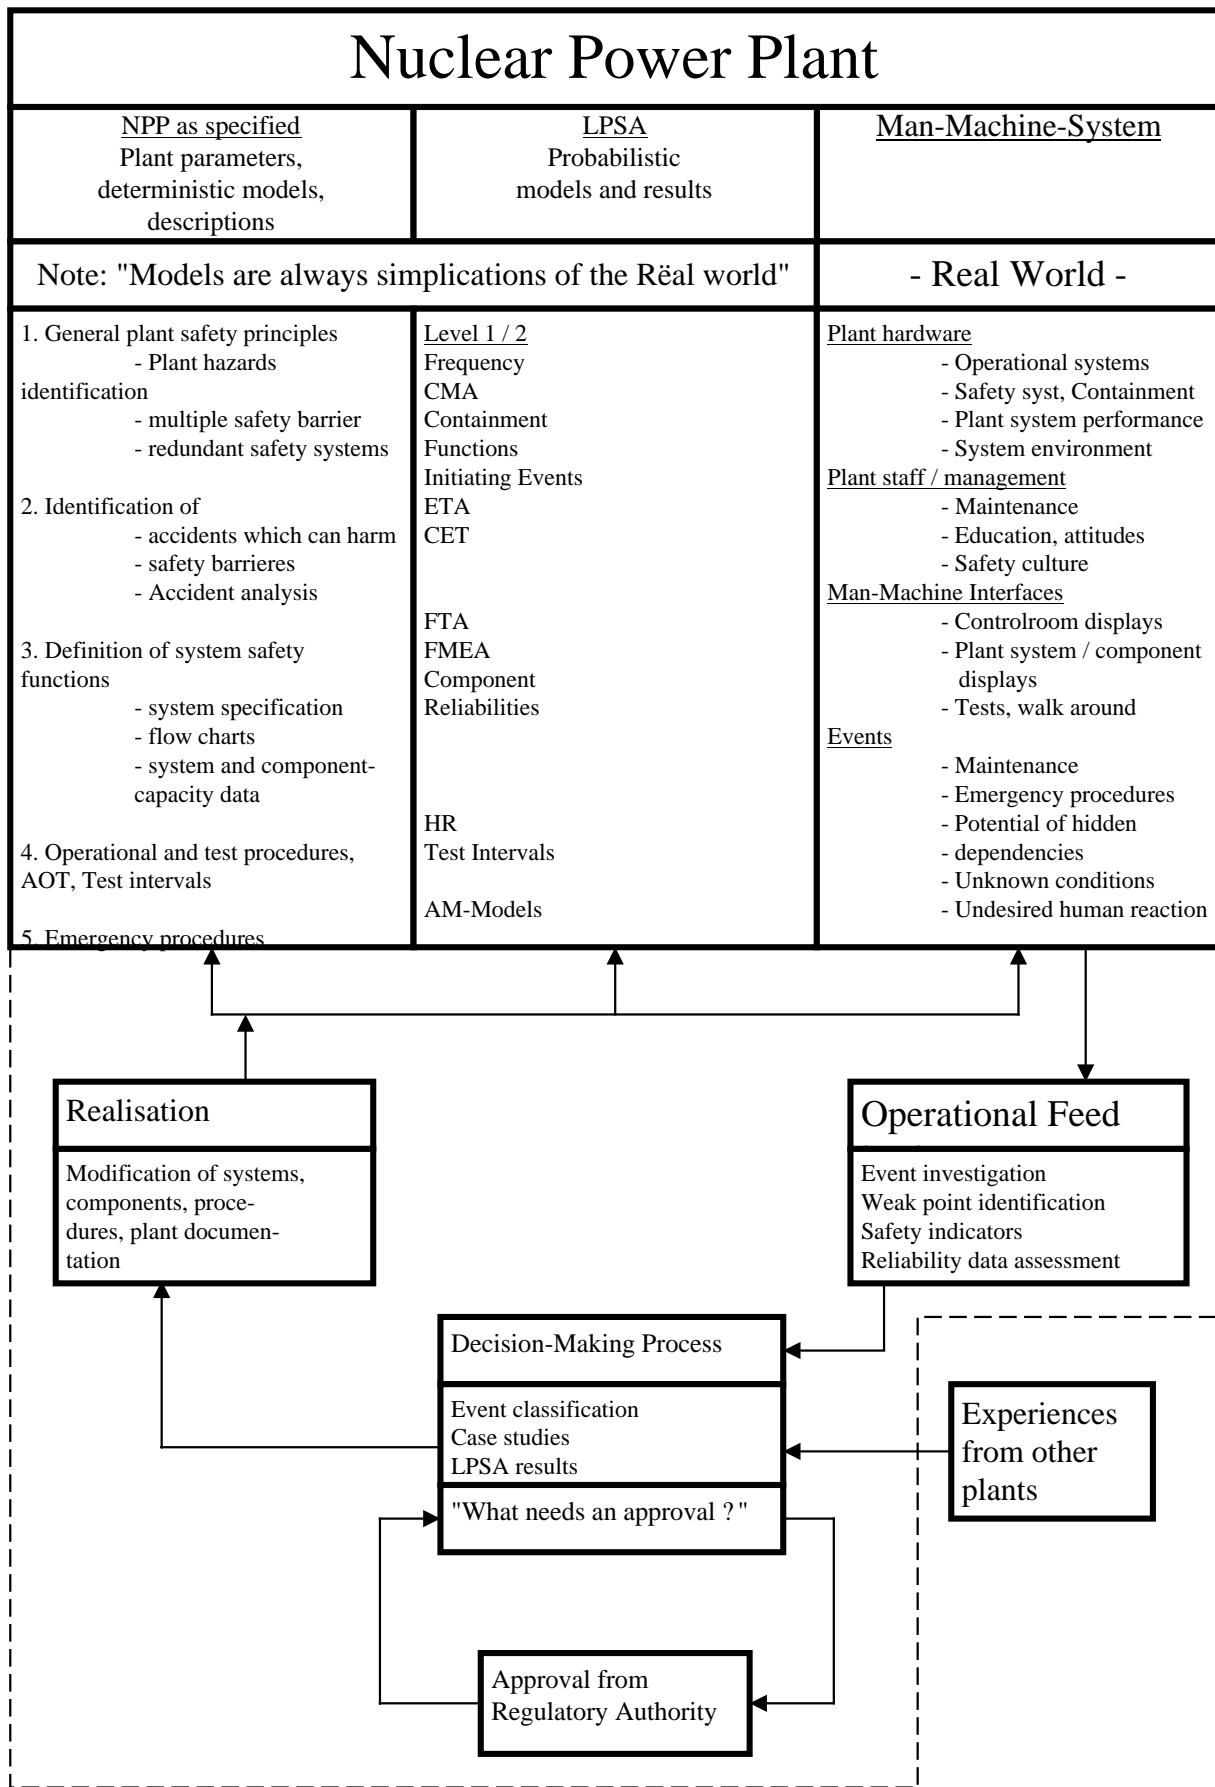 Nuclear Power Plant
NPP as specified
Plant parameters,
deterministic models,
descriptions
LPSA
Probabilistic
models and results
Man-Machine-System
Note: "Models are always simplications of the Rëal world"
- Real World -
1. General plant safety principles
- Plant hazards
identification
- multiple safety barrier
- redundant safety systems
2. Identification of
- accidents which can harm
- safety barrieres
- Accident analysis
3. Definition of system safety
functions
- system specification
- flow charts
- system and component-
capacity data
4. Operational and test procedures,
AOT, Test intervals
5. Emergency procedures
Level 1 / 2
Frequency
CMA
Containment
Functions
Initiating Events
ETA
CET
FTA
FMEA
Component
Reliabilities
HR
Test Intervals
AM-Models
Plant hardware
- Operational systems
- Safety syst, Containment
- Plant system performance
- System environment
Plant staff / management
- Maintenance
- Education, attitudes
- Safety culture
Man-Machine Interfaces
- Controlroom displays
- Plant system / component
displays
- Tests, walk around
Events
- Maintenance
- Emergency procedures
- Potential of hidden
- dependencies
- Unknown conditions
- Undesired human reaction
Realisation
Modification of systems,
components, proce-
dures, plant documen-
tation
Operational Feed
Event investigation
Weak point identification
Safety indicators
Reliability data assessment
Decision-Making Process
Event classification
Case studies
LPSA results
"What needs an approval ? "
Experiences
from other
plants
Approval from
Regulatory Authority